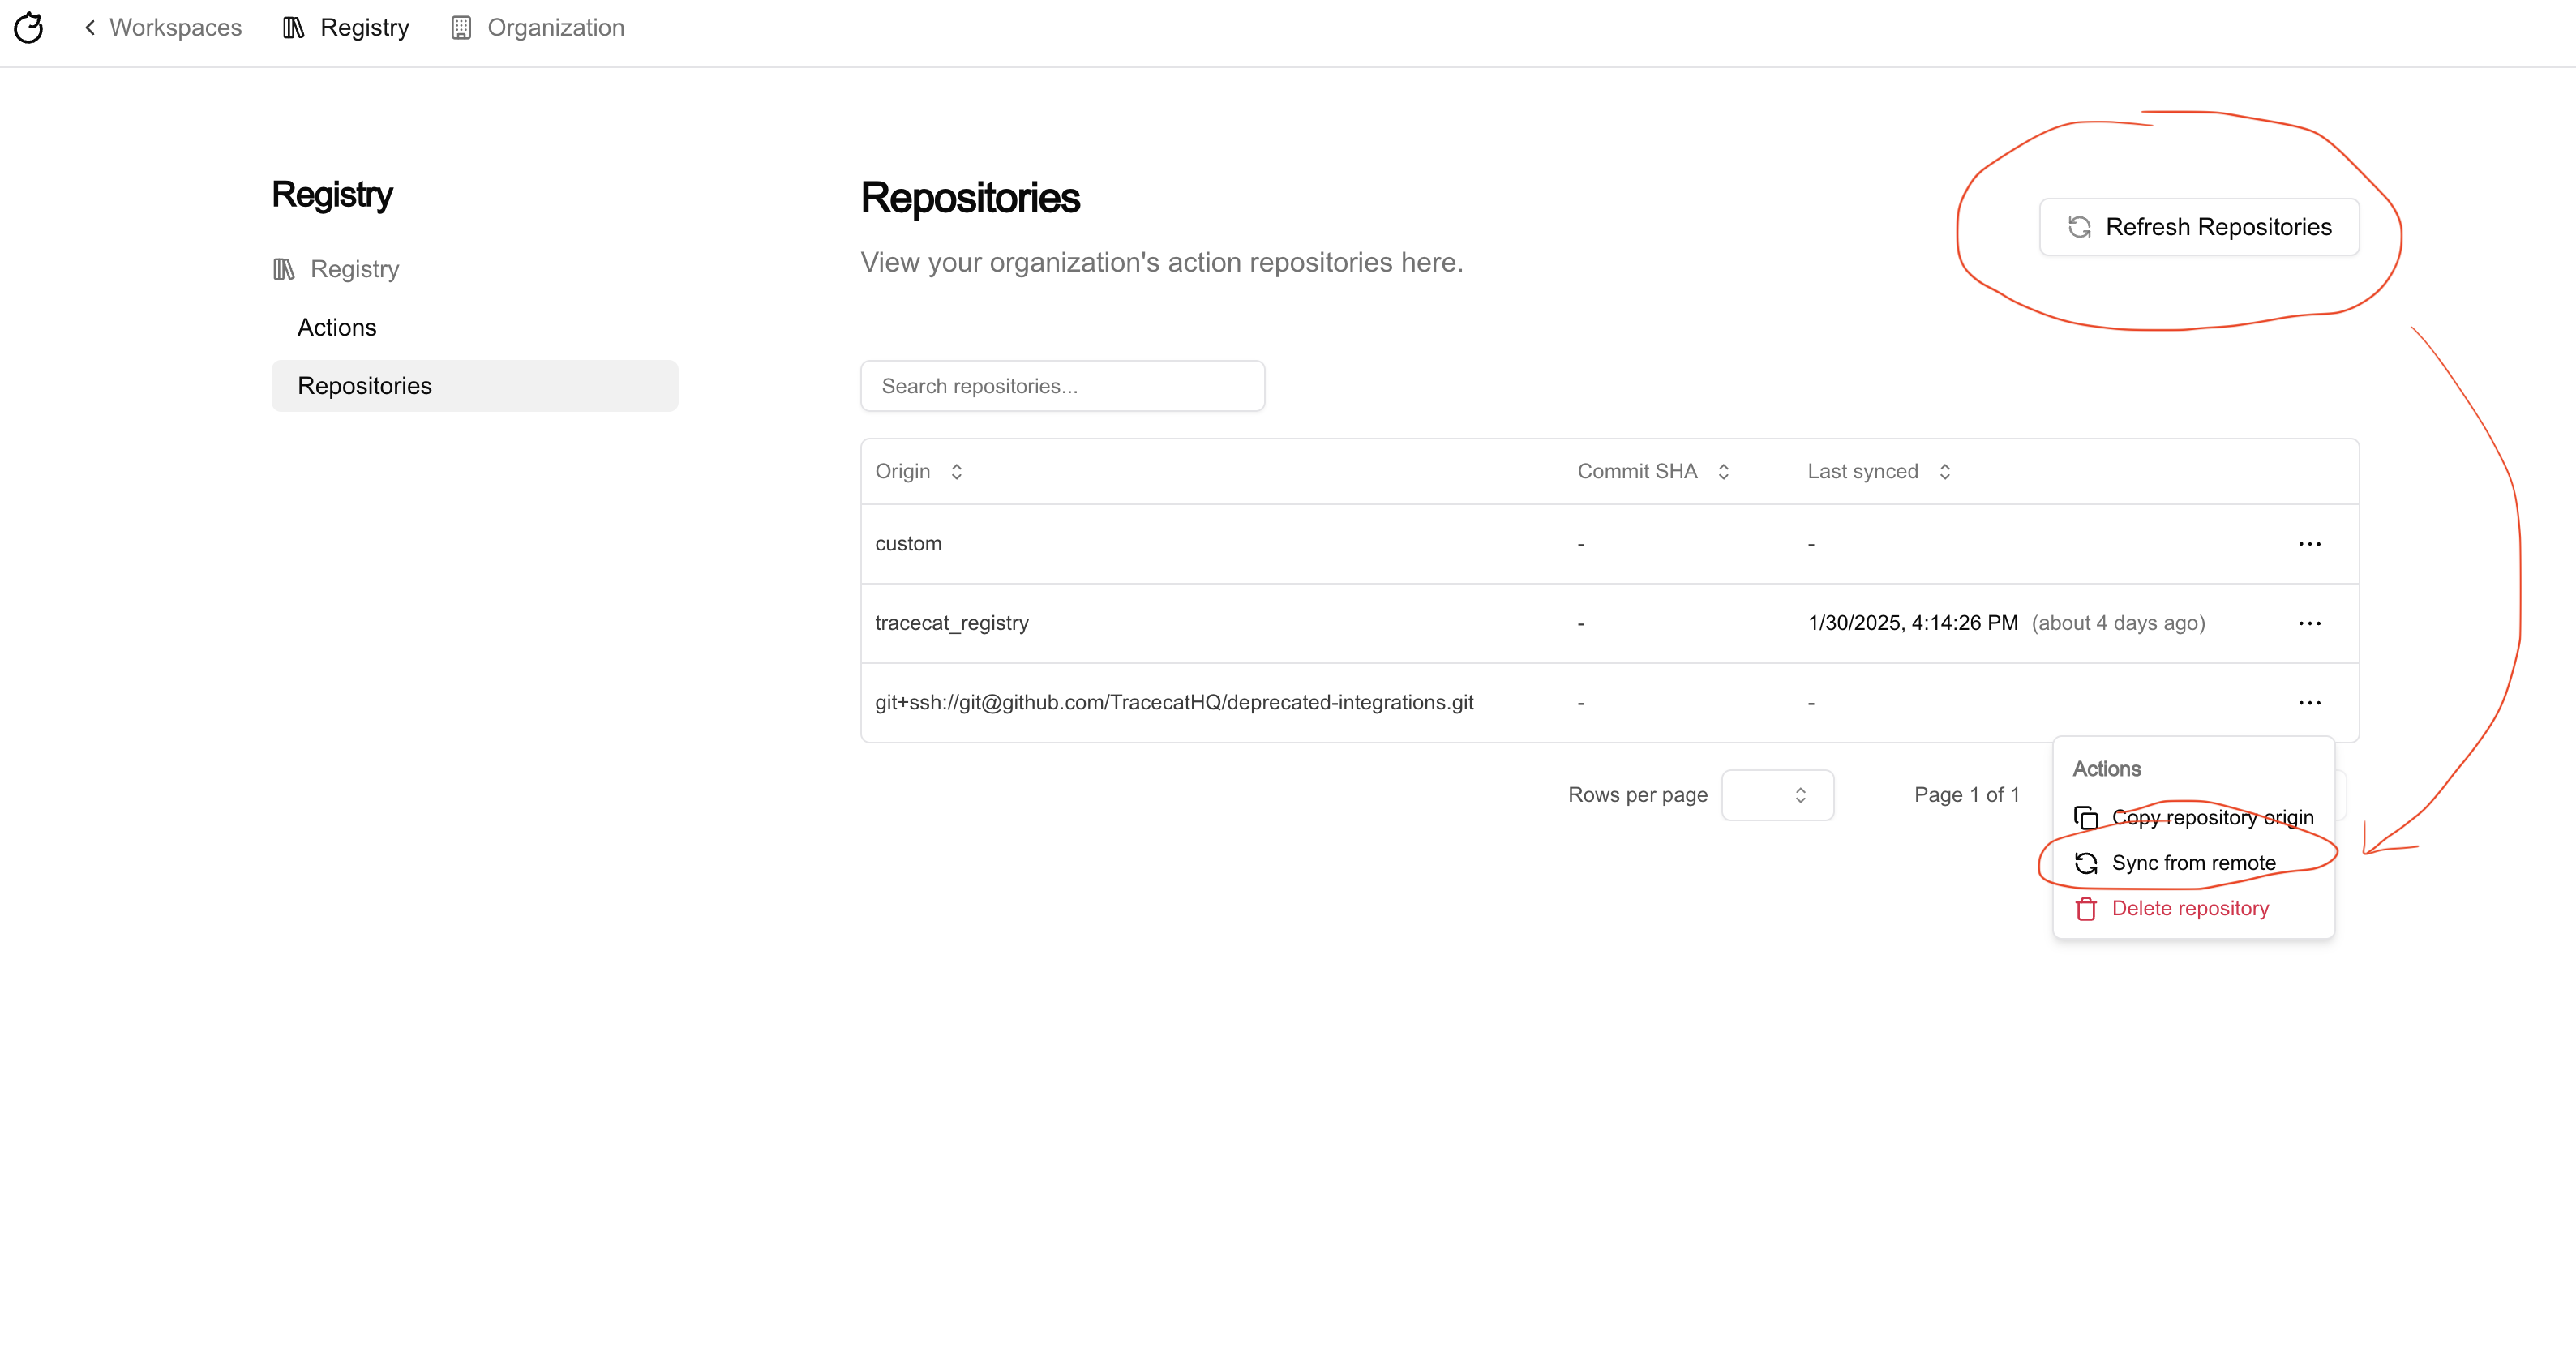 Workspaces Registry Organization
Registry
Registry
Actions
Repositories
Repositories
View your organization's action repositories here.
Refresh Repositories
Search repositories...
Origin Commit SHA Last synced
custom - -
tracecat_registry - 1/30/2025, 4:14:26 PM (about 4 days ago)
git+ssh://git@github.com/TracecatHQ/deprecated-integrations.git - -
Rows per page Page 1 of 1
Actions
Copy repository origin
Sync from remote
Delete repository